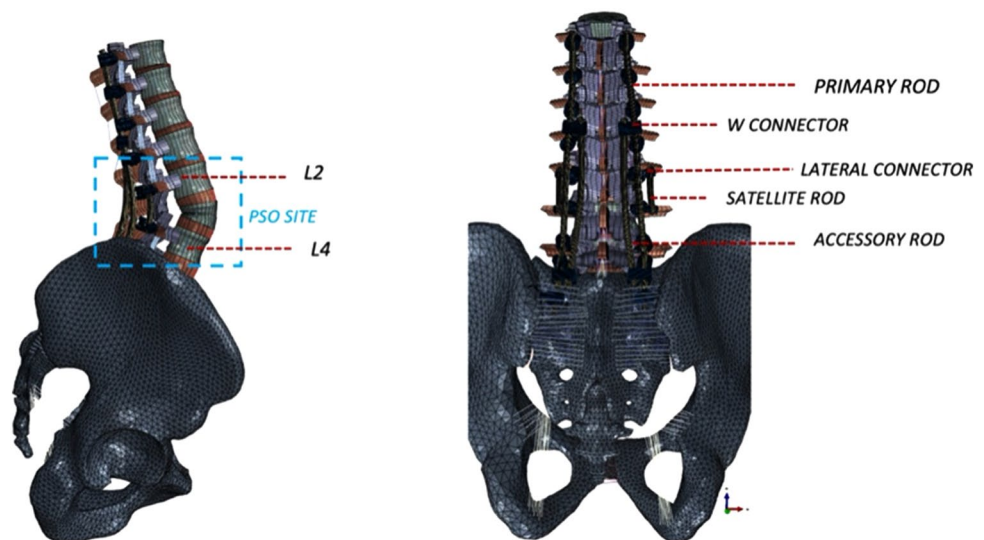 L2
PSO SITE
L4
PRIMARY ROD
W CONNECTOR
LATERAL CONNECTOR
SATELLITE ROD
ACCESSORY ROD